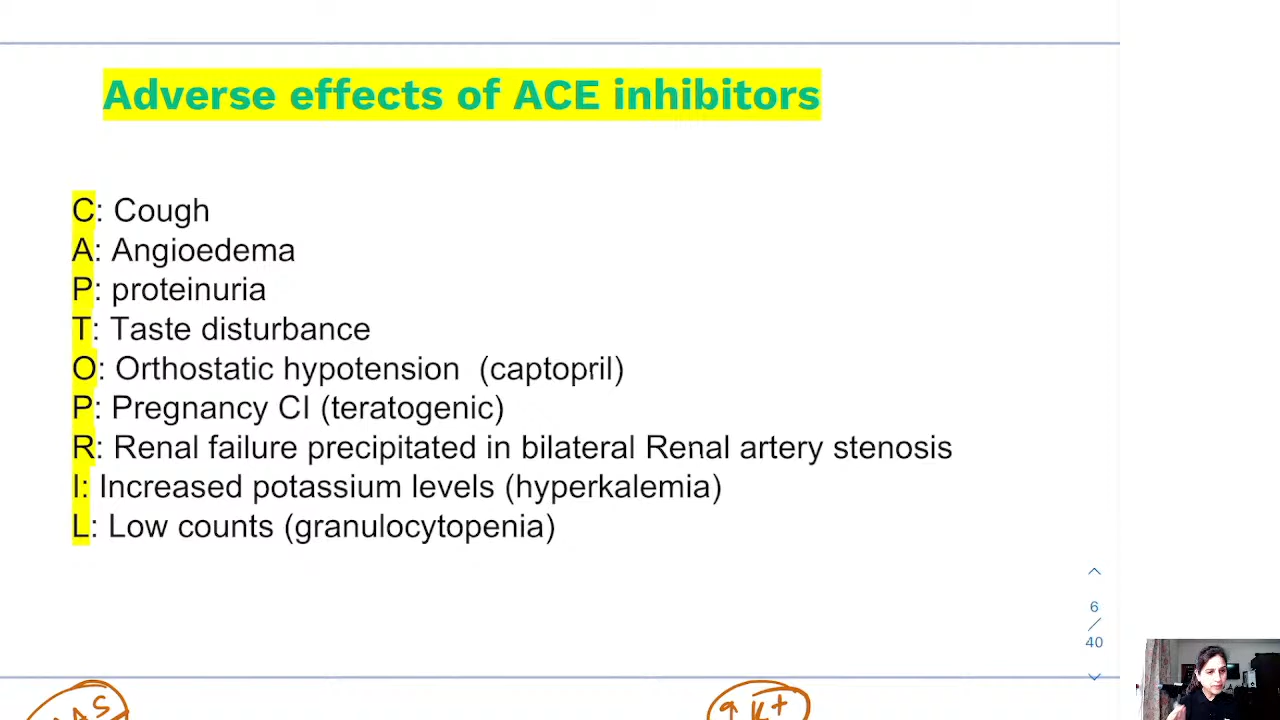 Adverse effects of ACE inhibitors
C: Cough
A: Angioedema
P: proteinuria
T: Taste disturbance
O: Orthostatic hypotension (captopril)
P: Pregnancy CI (teratogenic)
R: Renal failure precipitated in bilateral Renal artery stenosis
I: Increased potassium levels (hyperkalemia)
L: Low counts (granulocytopenia)
6
/
40
↑ K+